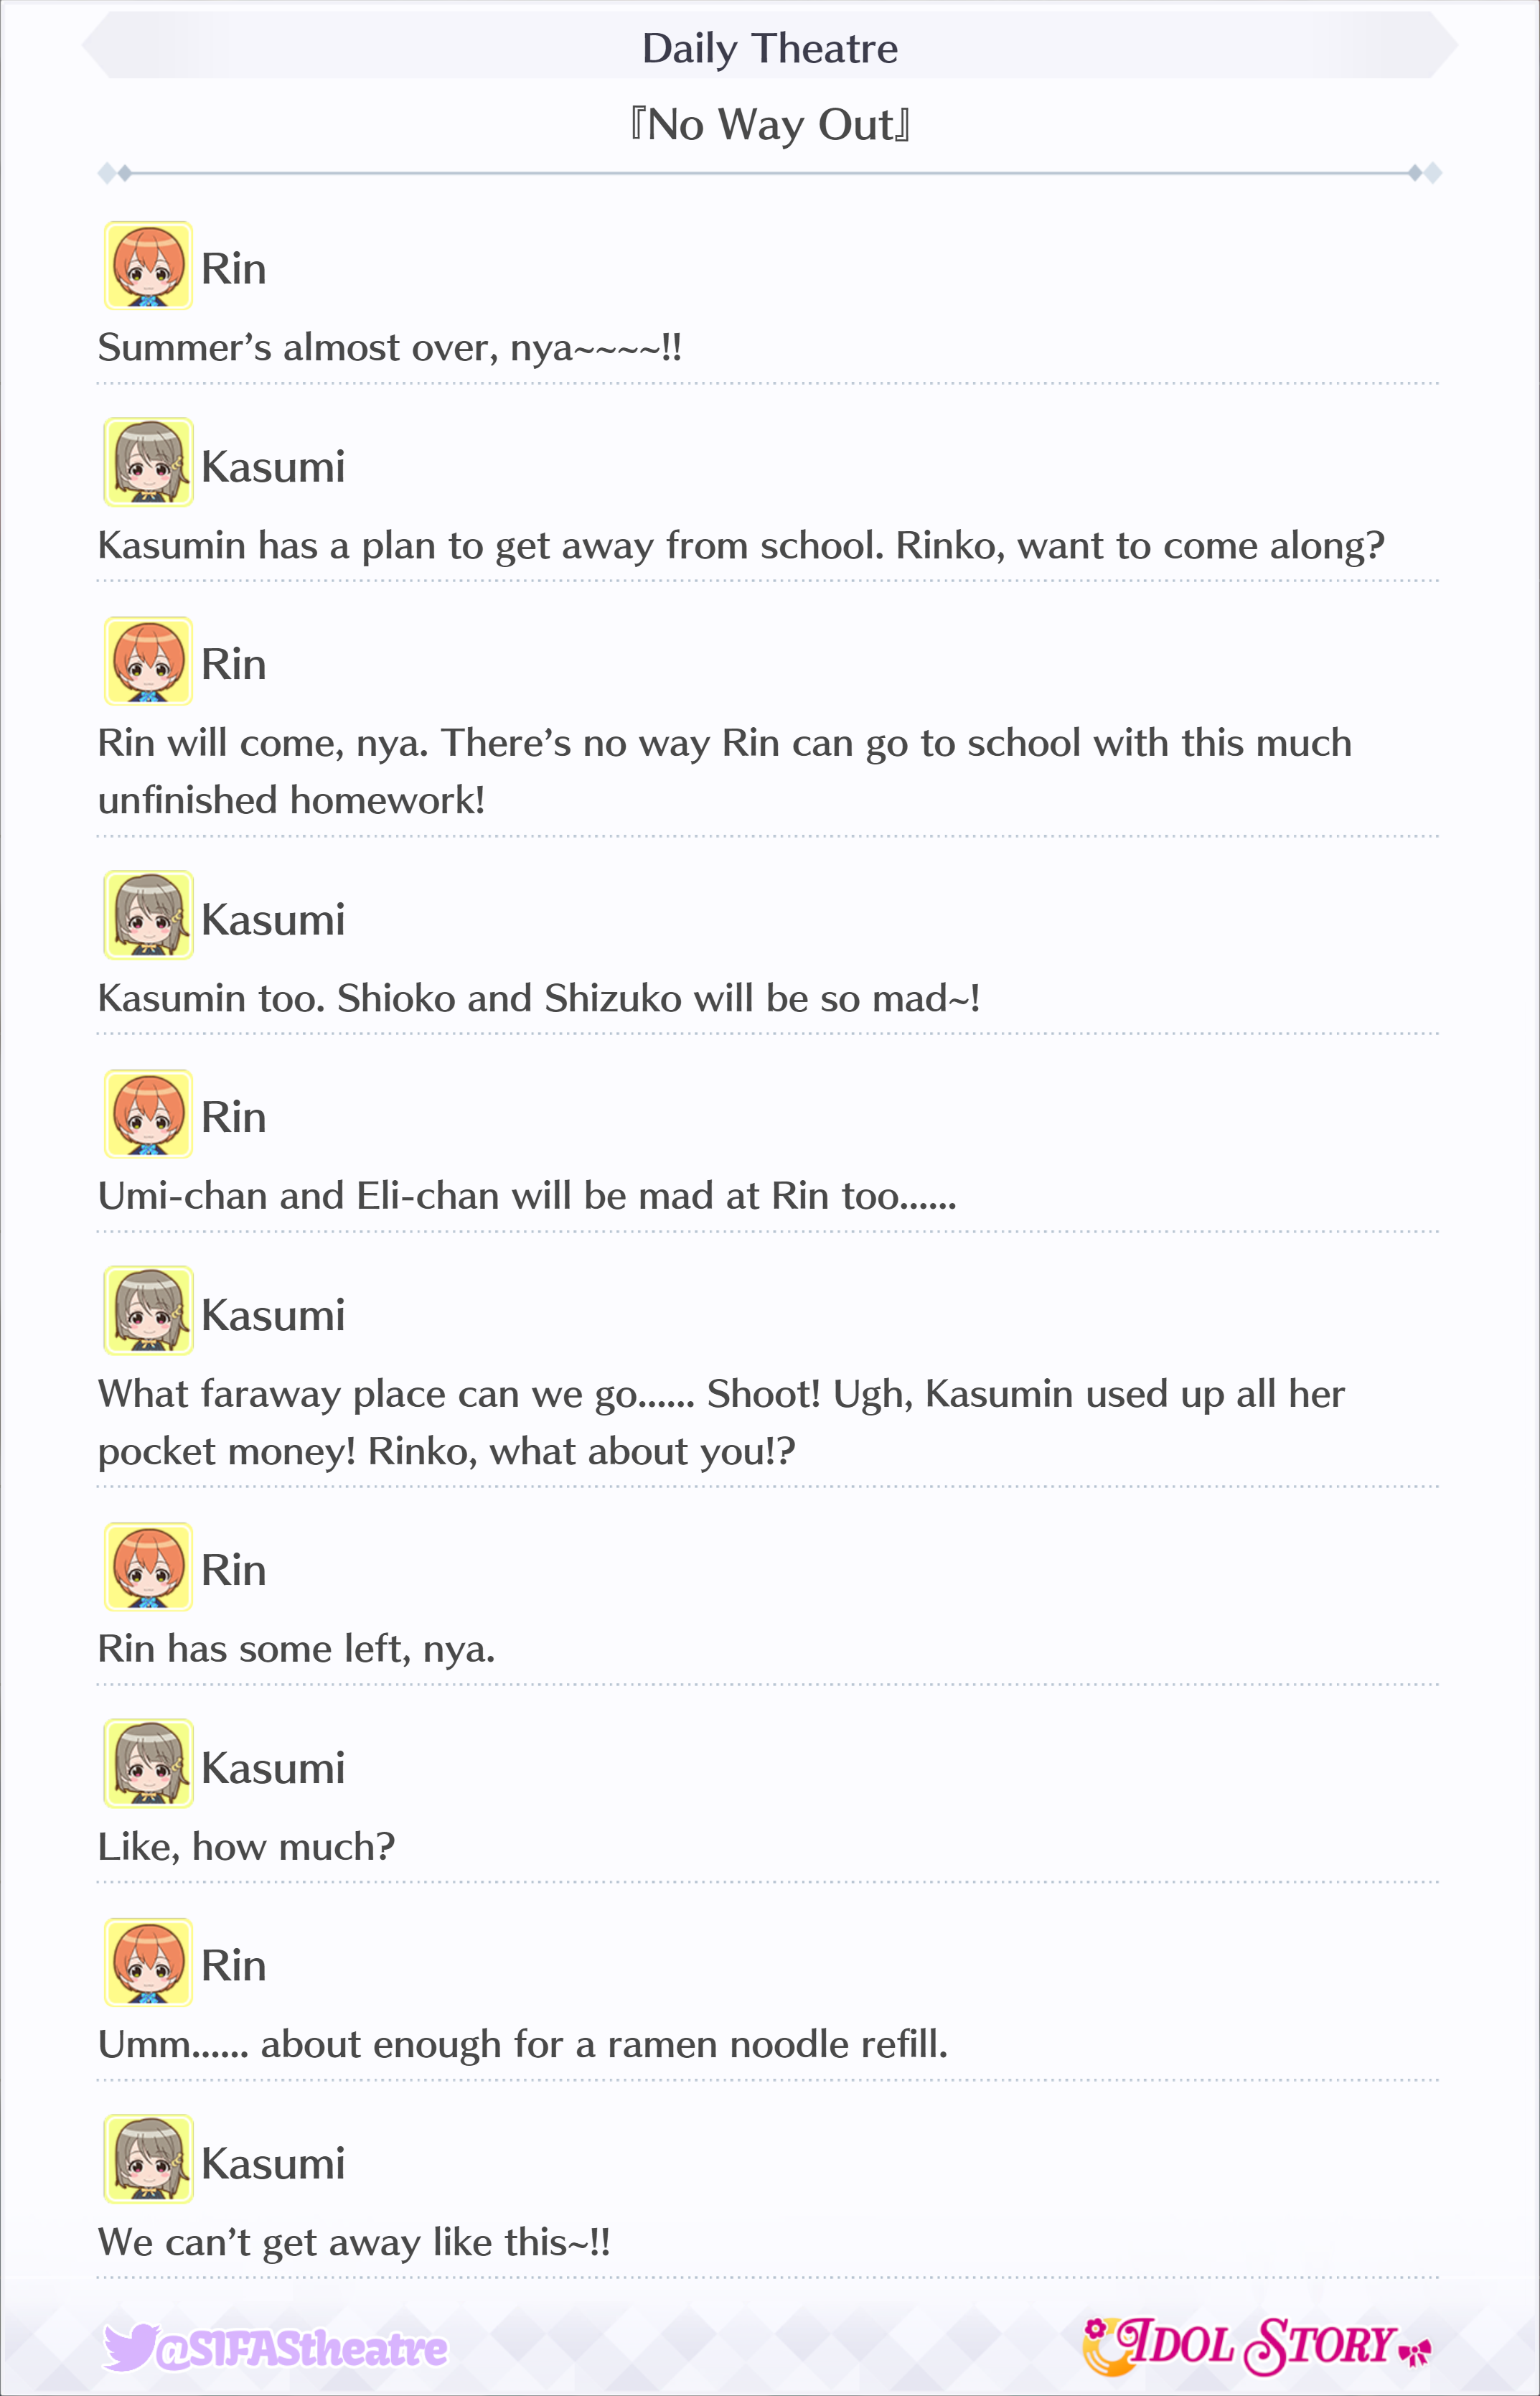 Daily Theatre
『No Way Out』
Rin
Summer’s almost over, nya~~~~!!
Kasumi
Kasumin has a plan to get away from school. Rinko, want to come along?
Rin
Rin will come, nya. There’s no way Rin can go to school with this much
unfinished homework!
Kasumi
Kasumin too. Shioko and Shizuko will be so mad~!
Rin
Umi-chan and Eli-chan will be mad at Rin too......
Kasumi
What faraway place can we go...... Shoot! Ugh, Kasumin used up all her
pocket money! Rinko, what about you!?
Rin
Rin has some left, nya.
Kasumi
Like, how much?
Rin
Umm...... about enough for a ramen noodle refill.
Kasumi
We can’t get away like this~!!
@SIFAStheatre
IDOL STORY